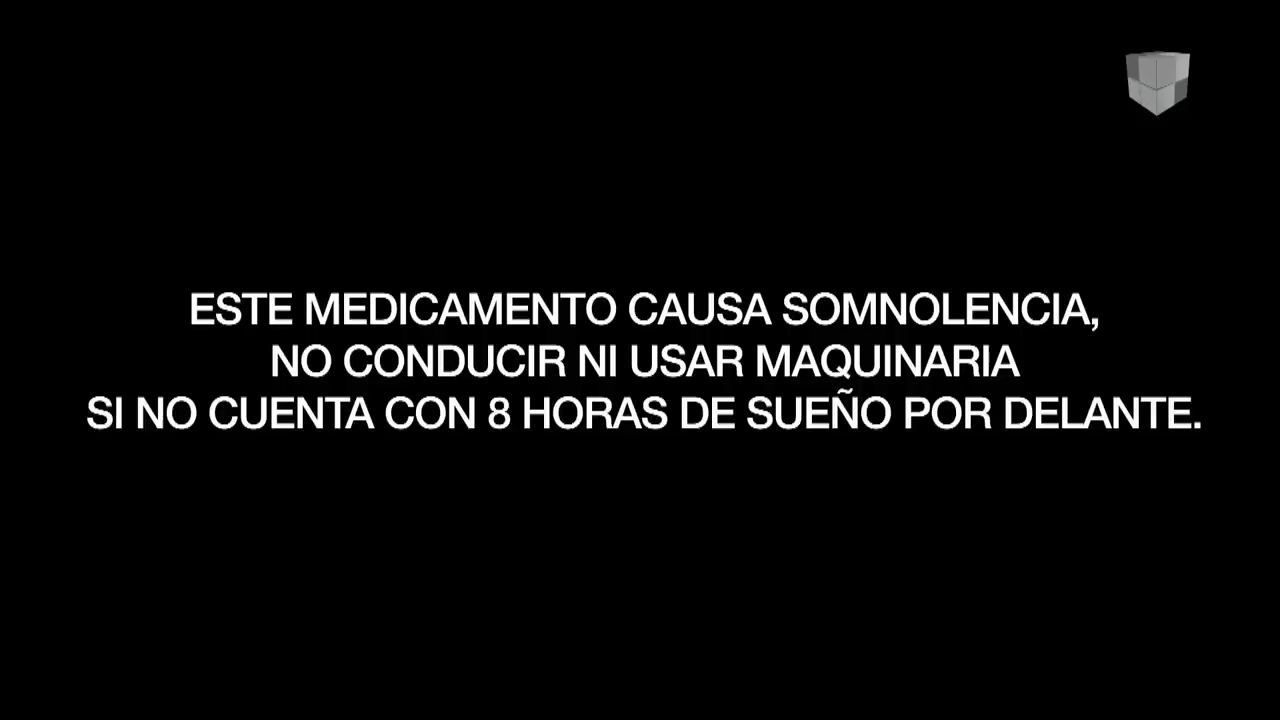 ESTE MEDICAMENTO CAUSA SOMNOLENCIA,
NO CONDUCIR NI USAR MAQUINARIA
SI NO CUENTA CON 8 HORAS DE SUEÑO POR DELANTE.